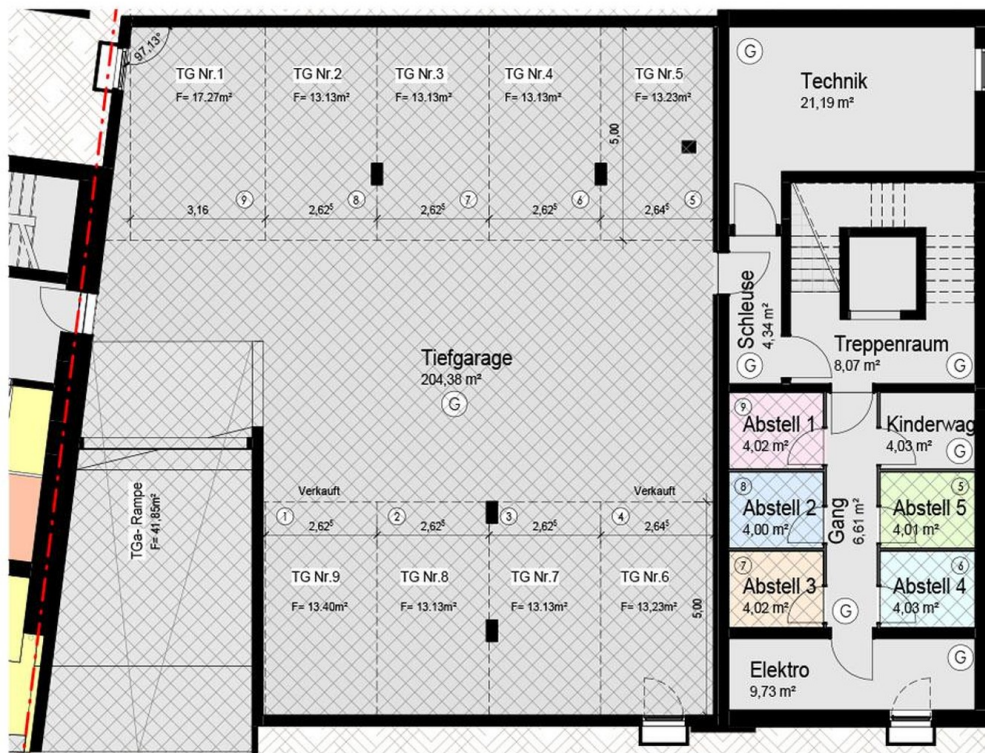 97,13°
TG Nr.1
F= 17.27m²
TG Nr.2
F= 13.13m²
TG Nr.3
F= 13.13m²
TG Nr.4
F= 13.13m²
TG Nr.5
F= 13.23m²
5,00
3,16
9
2,62⁵
8
2,62⁵
7
2,62⁵
6
2,64⁵
5
G
Technik
21,19 m²
Schleuse
4,34 m²
G
Treppenraum
8,07 m²
G
Tiefgarage
204,38 m²
G
TGa- Rampe
F= 41,85m²
Verkauft
Verkauft
1
2,62⁵
2
2,62⁵
3
2,62⁵
4
2,64⁵
TG Nr.9
F= 13.40m²
TG Nr.8
F= 13.13m²
TG Nr.7
F= 13.13m²
TG Nr.6
F= 13,23m²
5,00
9
Abstell 1
4,02 m²
Kinderwag
4,03 m²
G
8
Abstell 2
4,00 m²
Gang
6,61 m²
5
Abstell 5
4,01 m²
7
Abstell 3
4,02 m²
G
6
Abstell 4
4,03 m²
Elektro
9,73 m²
G